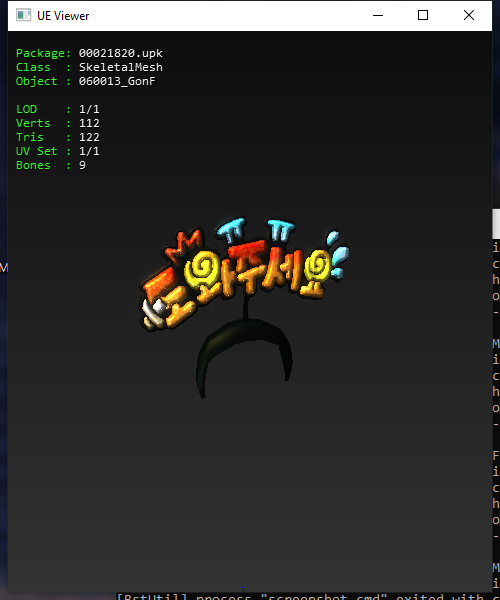 UE Viewer
Package: 00021820.upk
Class : SkeletalMesh
Object : 060013_GonF
LOD : 1/1
Verts : 112
Tris : 122
UV Set : 1/1
Bones : 9
ㅠ ㅠ
도와주세요
M
i
c
h
o
-
M
i
c
h
o
-
F
i
c
h
o
-
M
i